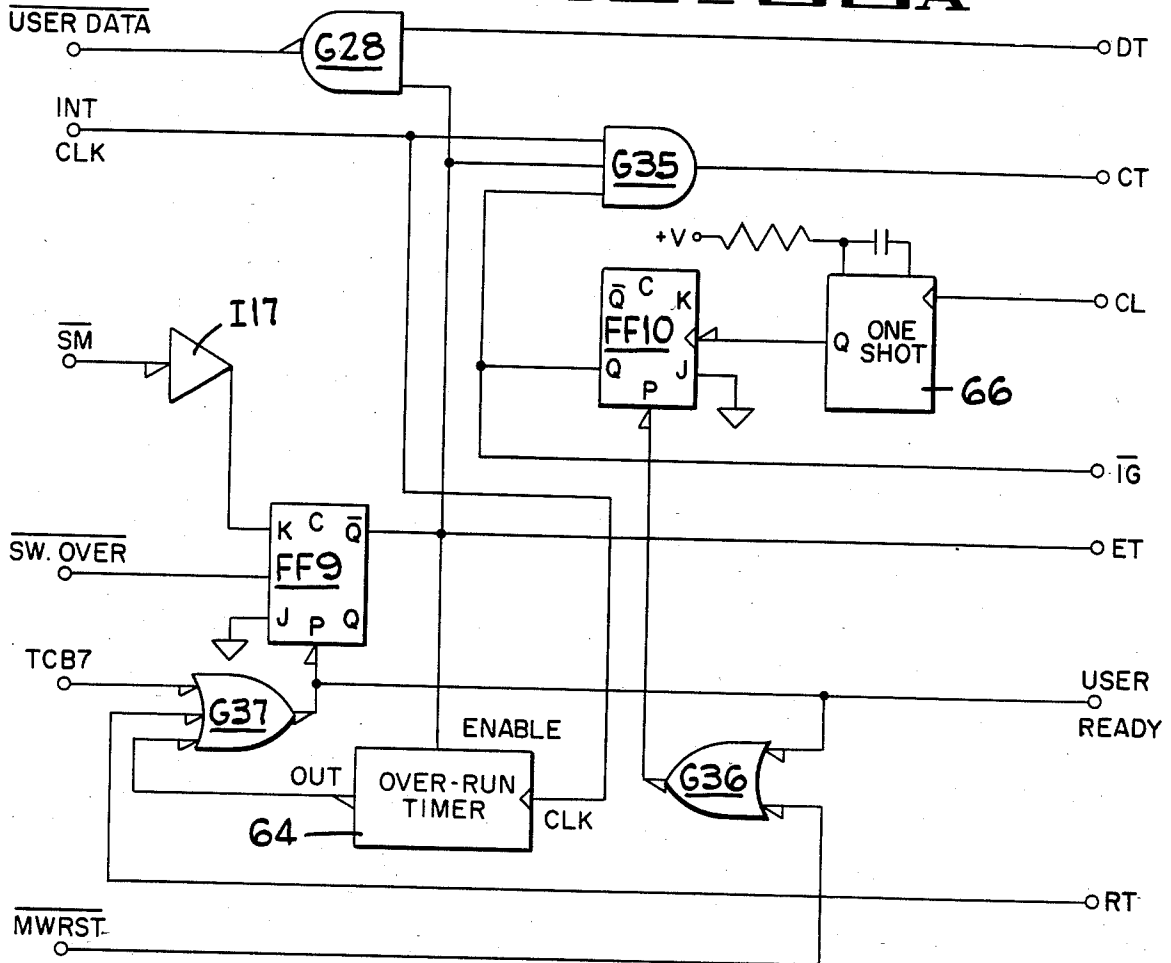 USER DATA
G28
DT
INT
CLK
G35
CT
+V
Q̅ C K
FF10
Q J
P
Q ONE
SHOT
CL
66
SM
I17
IG
K C Q̅
FF9
J P Q
SW. OVER
ET
TCB7
G37
USER
READY
ENABLE
OUT
OVER-RUN
TIMER
CLK
64
G36
RT
MWRST